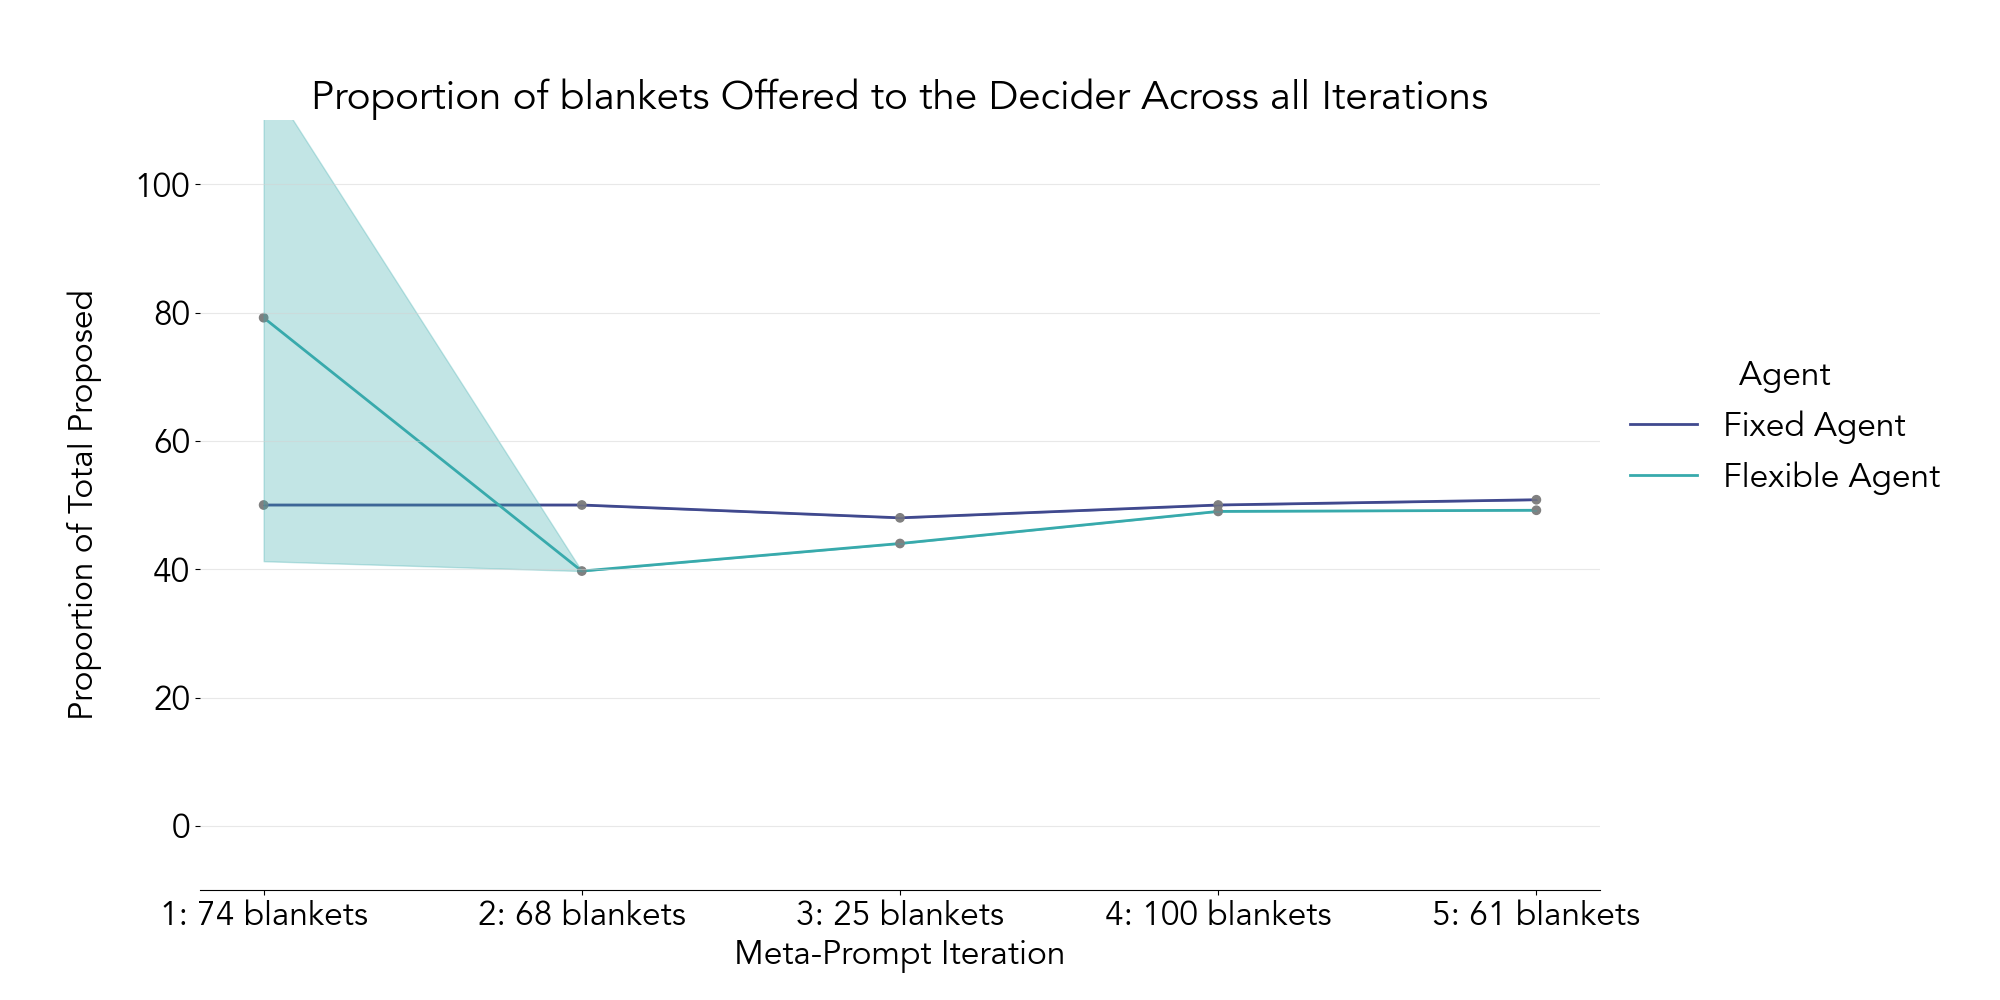 Proportion of blankets Offered to the Decider Across all Iterations
Proportion of Total Proposed
100
80
60
40
20
0
1: 74 blankets
2: 68 blankets
3: 25 blankets
4: 100 blankets
5: 61 blankets
Meta-Prompt Iteration
Agent
Fixed Agent
Flexible Agent